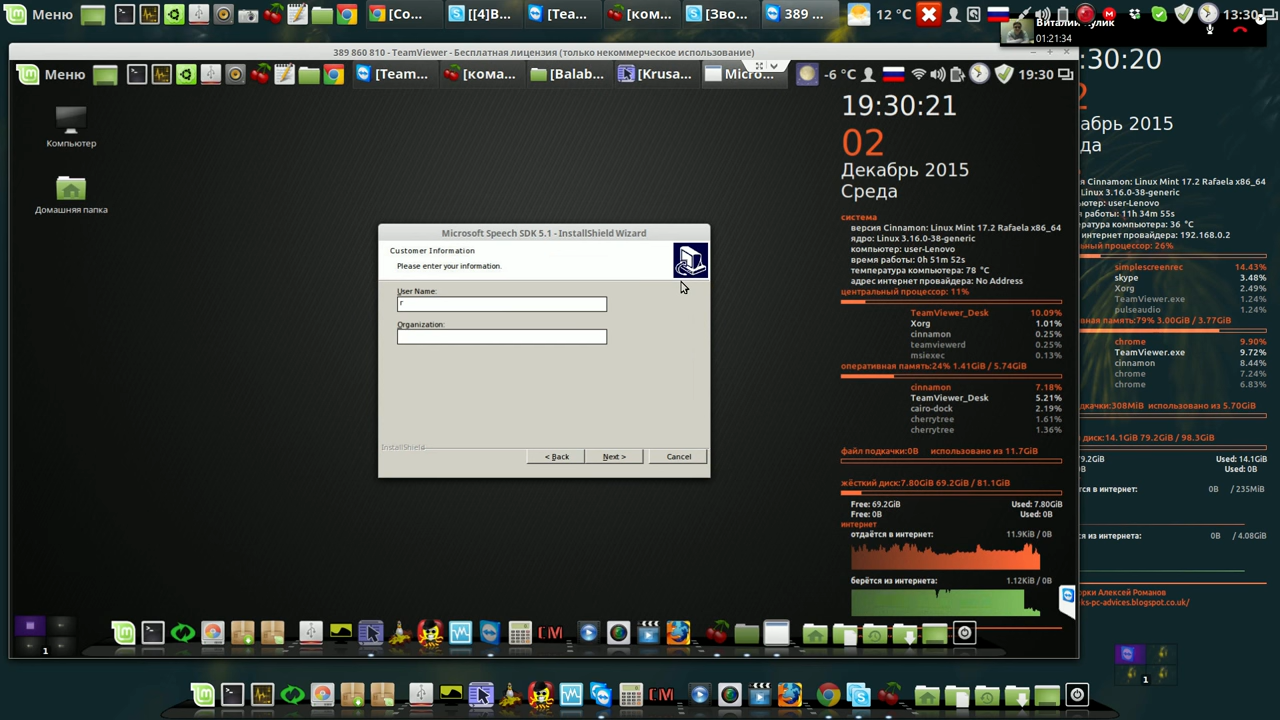 Меню
[Co...
[[4]B...
[Tea...
[ком...
[Зво...
389 ...
12 °C
13:30
01:21:34
389 860 810 - TeamViewer - Бесплатная лицензия (только некоммерческое использование)
Меню
[Team...
[кома...
[Balab...
[Krusa...
Micro...
-6 °C
19:30
:30:20
Компьютер
Домашняя папка
19:30:21
02
Декабрь 2015
Среда
2
абрь 2015
да
система
версия Cinnamon: Linux Mint 17.2 Rafaela x86_64
ядро: Linux 3.16.0-38-generic
компьютер: user-Lenovo
время работы: 0h 51m 52s
температура компьютера: 78 °C
адрес интернет провайдера: No Address
центральный процессор: 11%
TeamViewer_Desk 10.09%
Xorg 1.01%
cinnamon 0.25%
teamviewerd 0.25%
msiexec 0.13%
оперативная память:24% 1.41GiB / 5.74GiB
cinnamon 7.18%
TeamViewer_Desk 5.21%
cairo-dock 2.19%
cherrytree 1.61%
cherrytree 1.36%
файл подкачки:0B использовано из 11.7GiB
жёсткий диск:7.80GiB 69.2GiB / 81.1GiB
Free: 69.2GiB Used: 7.80GiB
Free: 0B Used: 0B
интернет
отдаётся в интернет: 11.9KiB / 0B
берётся из интернета: 1.12KiB / 0B
я Cinnamon: Linux Mint 17.2 Rafaela x86_64
Linux 3.16.0-38-generic
ьютер: user-Lenovo
я работы: 11h 34m 55s
ература компьютера: 36 °C
интернет провайдера: 192.168.0.2
ьный процессор: 26%
simplescreenrec 14.43%
skype 3.48%
Xorg 2.49%
TeamViewer.exe 1.24%
pulseaudio 1.24%
вная память:79% 3.00GiB / 3.77GiB
chrome 9.90%
TeamViewer.exe 9.72%
cinnamon 8.44%
chrome 7.24%
chrome 6.83%
дкачки:308MiB использовано из 5.70GiB
диск:14.1GiB 79.2GiB / 98.3GiB
79.2GiB Used: 14.1GiB
0B Used: 0B
ся в интернет: 0B / 235MiB
из интернета: 0B / 4.08GiB
орки Алексей Романов
ks-pc-advices.blogspot.co.uk/
Microsoft Speech SDK 5.1 - InstallShield Wizard
Customer Information
Please enter your information.
User Name:
r
Organization:
InstallShield
< Back
Next >
Cancel
1
1